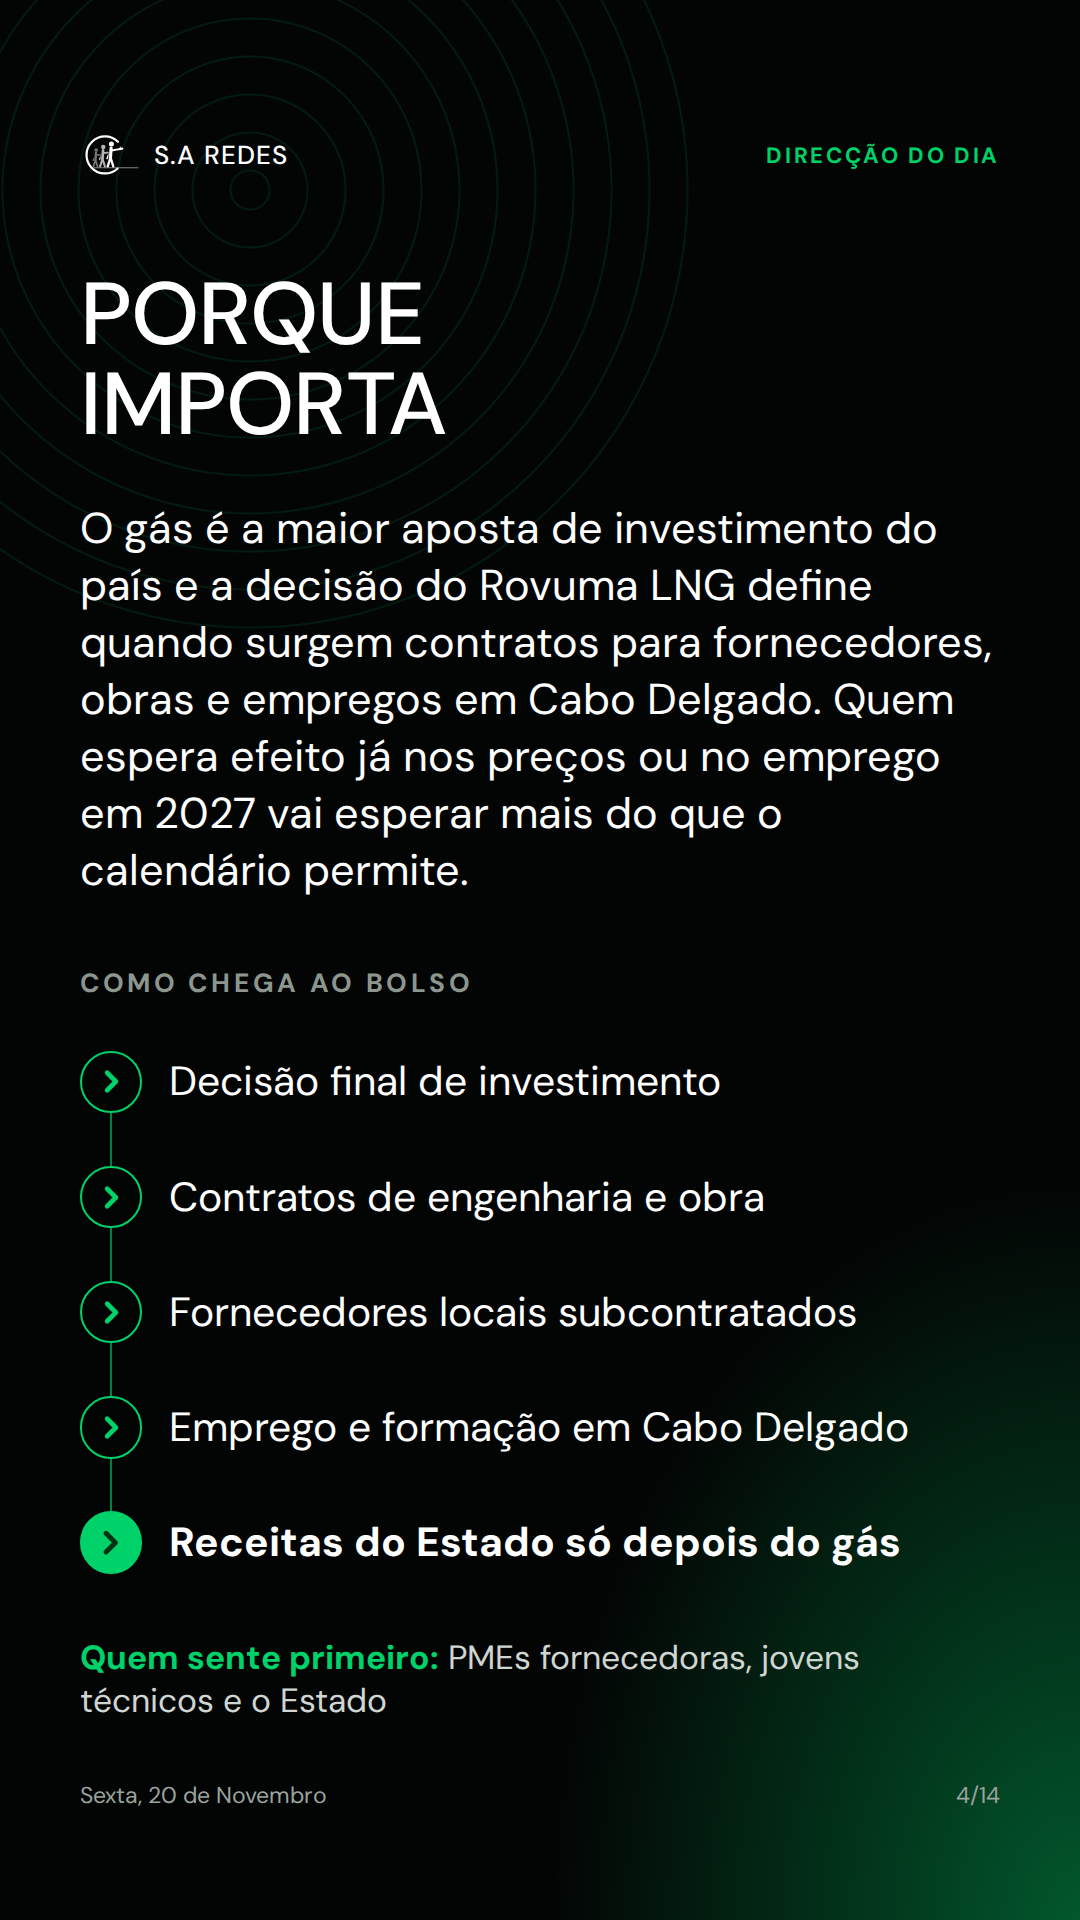 S.A REDES
DIRECÇÃO DO DIA
PORQUE
IMPORTA
O gás é a maior aposta de investimento do
país e a decisão do Rovuma LNG define
quando surgem contratos para fornecedores,
obras e empregos em Cabo Delgado. Quem
espera efeito já nos preços ou no emprego
em 2027 vai esperar mais do que o
calendário permite.
COMO CHEGA AO BOLSO
Decisão final de investimento
Contratos de engenharia e obra
Fornecedores locais subcontratados
Emprego e formação em Cabo Delgado
Receitas do Estado só depois do gás
Quem sente primeiro: PMEs fornecedoras, jovens
técnicos e o Estado
Sexta, 20 de Novembro
4/14